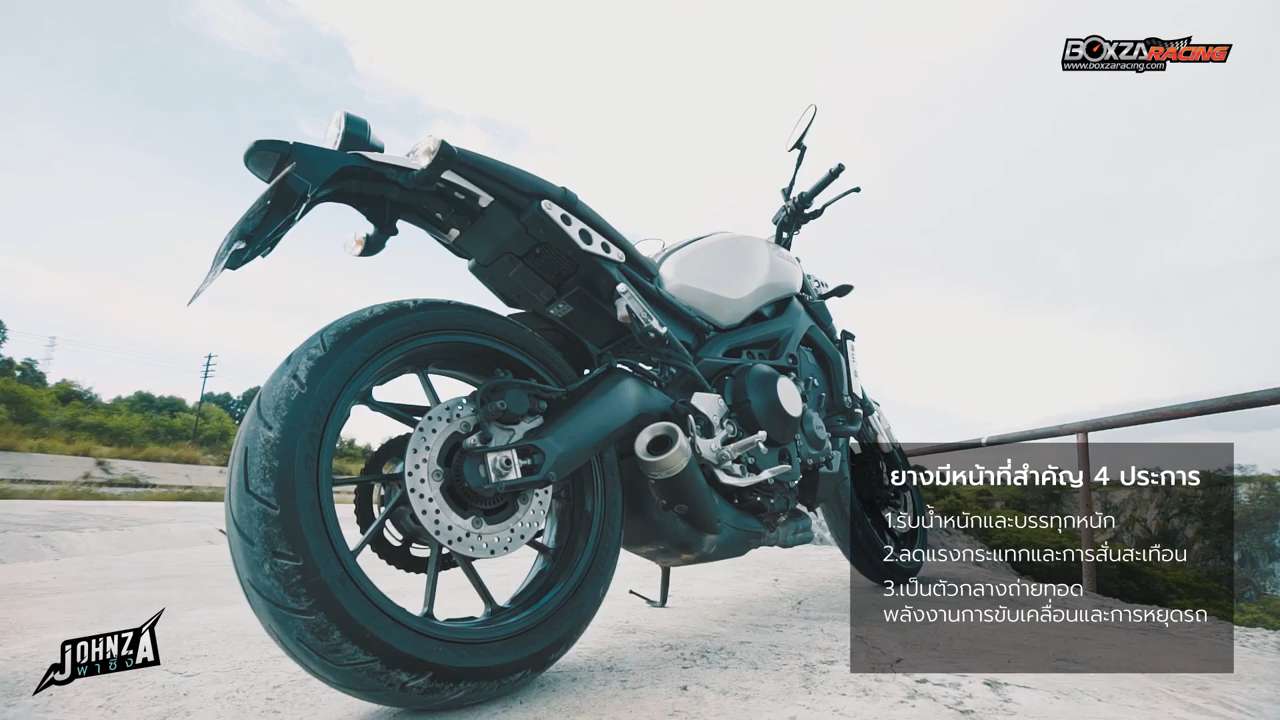 BOXZA RACING
www.boxzaracing.com
ยางมีหน้าที่สำคัญ 4 ประการ
1.รับน้ำหนักและบรรทุกหนัก
2.ลดแรงกระแทกและการสั่นสะเทือน
3.เป็นตัวกลางถ่ายทอด
พลังงานการขับเคลื่อนและการหยุดรถ
JOHNZA
พาซิ่ง